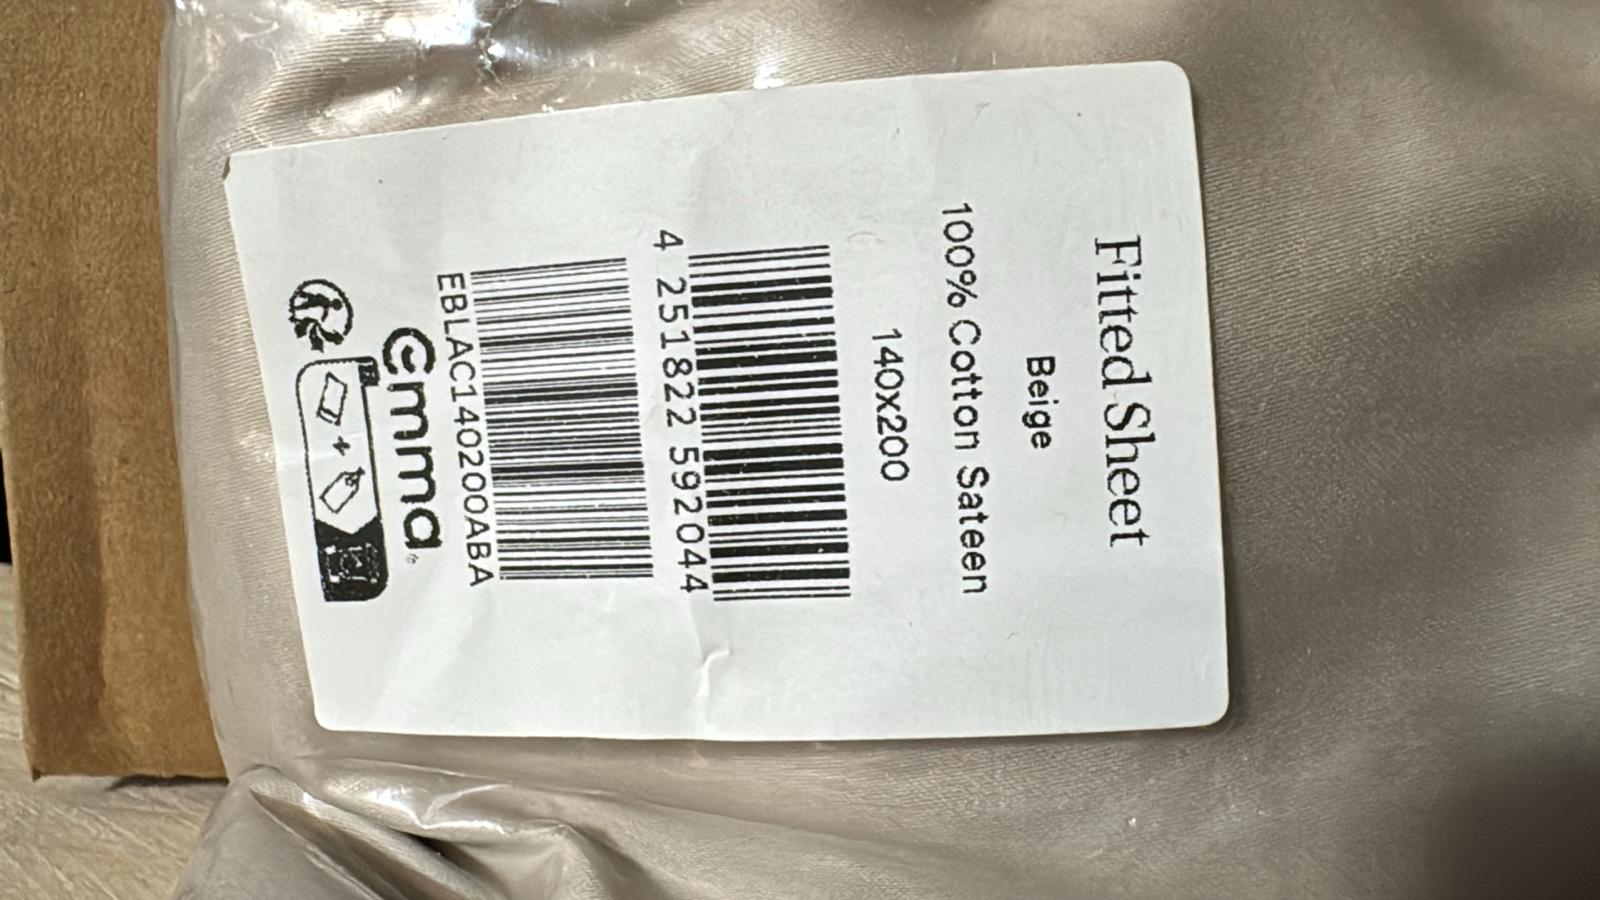 Fitted Sheet
Beige
100% Cotton Sateen
140x200
4 251822 592044
EBLAC140200ABA
emma